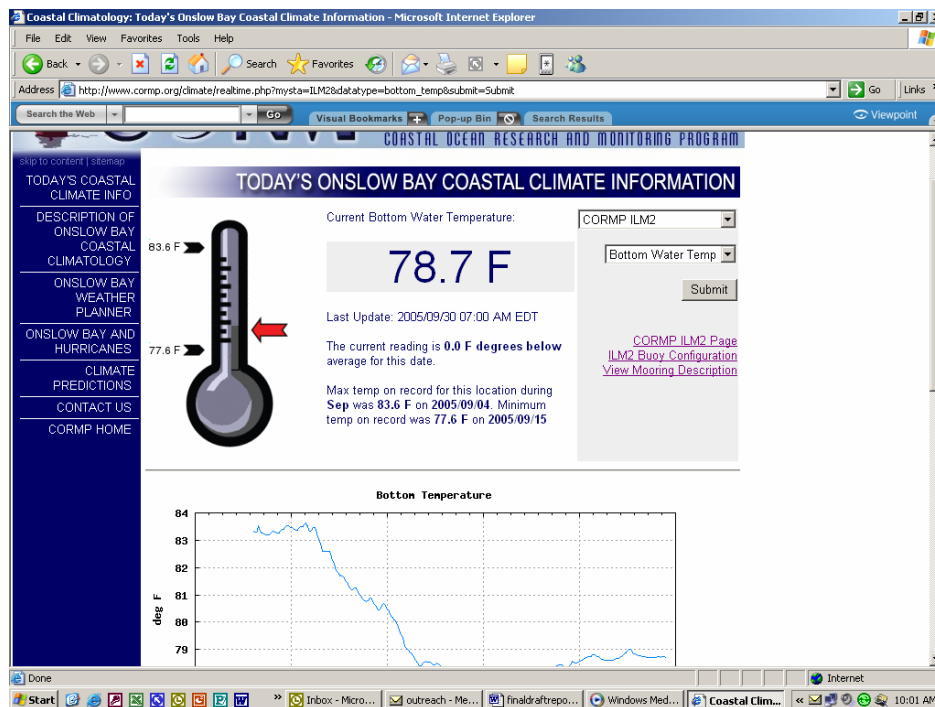 Coastal Climatology: Today's Onslow Bay Coastal Climate Information - Microsoft Internet Explorer
File Edit View Favorites Tools Help
Back Search Favorites
Address http://www.cormp.org/climate/realtime.php?mysta=ILM2&datatype=bottom_temp&submit=Submit Go Links
Search the Web Go Visual Bookmarks Pop-up Bin Search Results Viewpoint
COASTAL OCEAN RESEARCH AND MONITORING PROGRAM
skip to content | sitemap
TODAY'S COASTAL
CLIMATE INFO
DESCRIPTION OF
ONSLOW BAY
COASTAL
CLIMATOLOGY
ONSLOW BAY
WEATHER
PLANNER
ONSLOW BAY AND
HURRICANES
CLIMATE
PREDICTIONS
CONTACT US
CORMP HOME
TODAY'S ONSLOW BAY COASTAL CLIMATE INFORMATION
83.6 F
77.6 F
Current Bottom Water Temperature:
78.7 F
Last Update: 2005/09/30 07:00 AM EDT
The current reading is 0.0 F degrees below
average for this date.
Max temp on record for this location during
Sep was 83.6 F on 2005/09/04. Minimum
temp on record was 77.6 F on 2005/09/15
CORMP ILM2
Bottom Water Temp
Submit
CORMP ILM2 Page
ILM2 Buoy Configuration
View Mooring Description
Bottom Temperature
deg F
84
83
82
81
80
79
Done Internet
Start » Inbox - Micro... outreach - Me... finaldraftrepo... Windows Med... Coastal Clim... « 10:01 AM